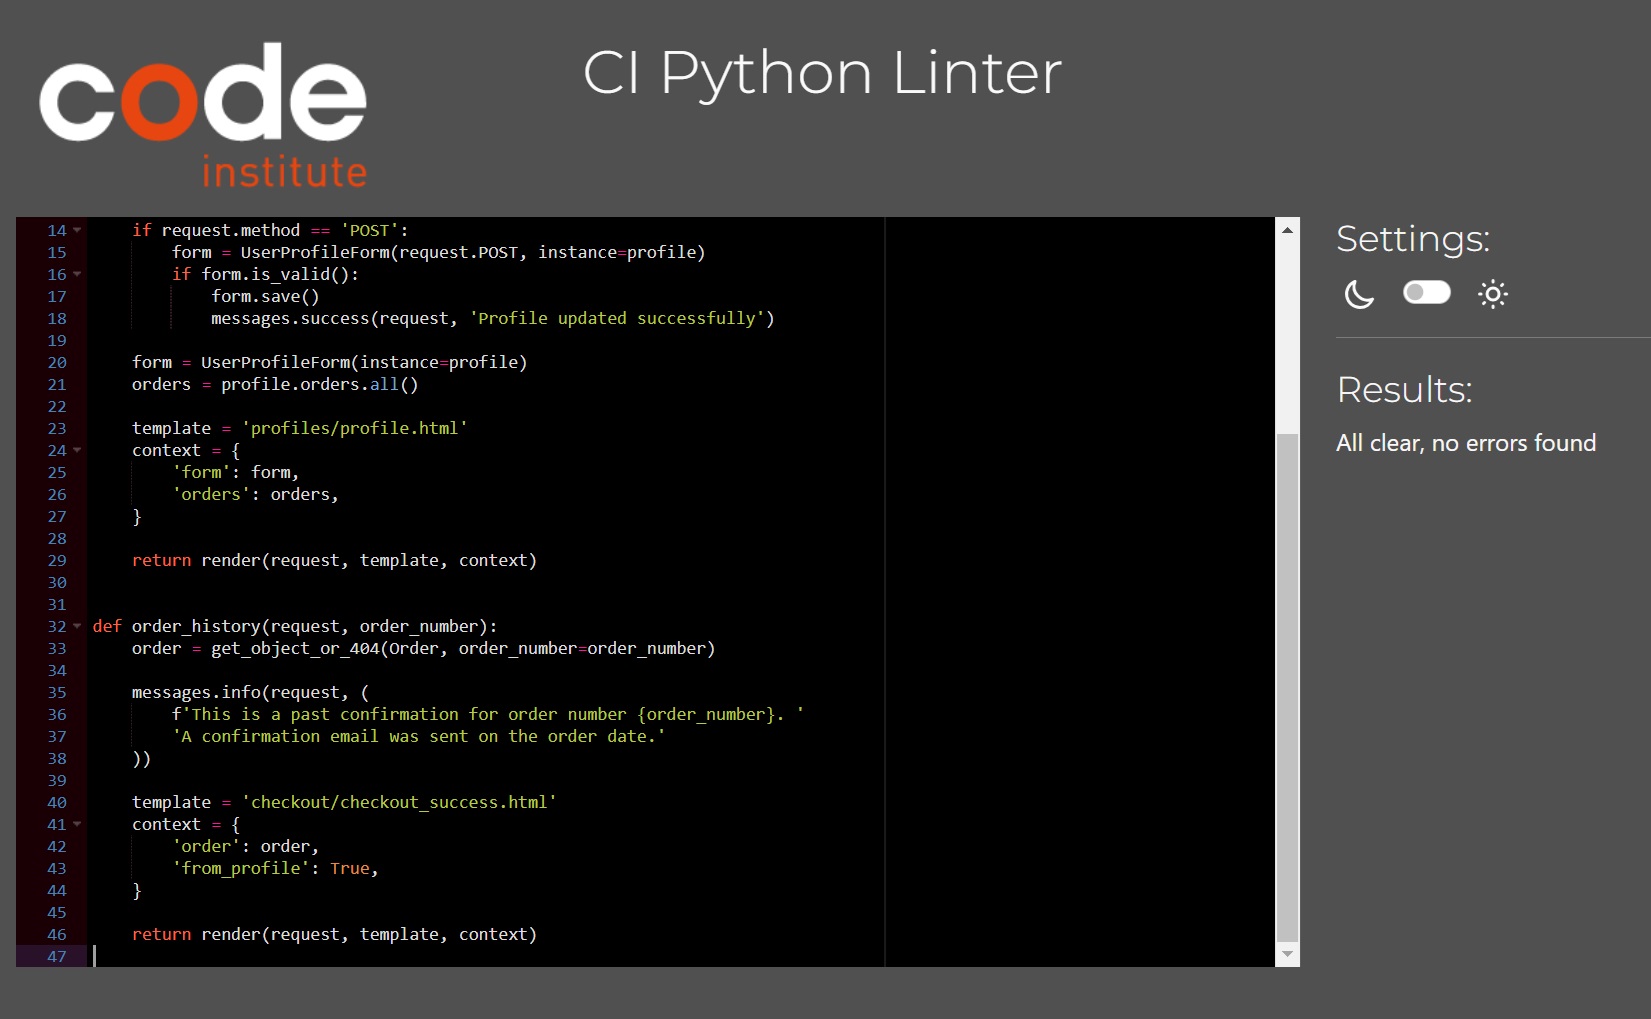 code
institute
CI Python Linter
14     if request.method == 'POST':
15         form = UserProfileForm(request.POST, instance=profile)
16         if form.is_valid():
17             form.save()
18             messages.success(request, 'Profile updated successfully')
19
20     form = UserProfileForm(instance=profile)
21     orders = profile.orders.all()
22
23     template = 'profiles/profile.html'
24     context = {
25         'form': form,
26         'orders': orders,
27     }
28
29     return render(request, template, context)
30
31
32 def order_history(request, order_number):
33     order = get_object_or_404(Order, order_number=order_number)
34
35     messages.info(request, (
36         f'This is a past confirmation for order number {order_number}. '
37         'A confirmation email was sent on the order date.'
38     ))
39
40     template = 'checkout/checkout_success.html'
41     context = {
42         'order': order,
43         'from_profile': True,
44     }
45
46     return render(request, template, context)
47
Settings:
Results:
All clear, no errors found